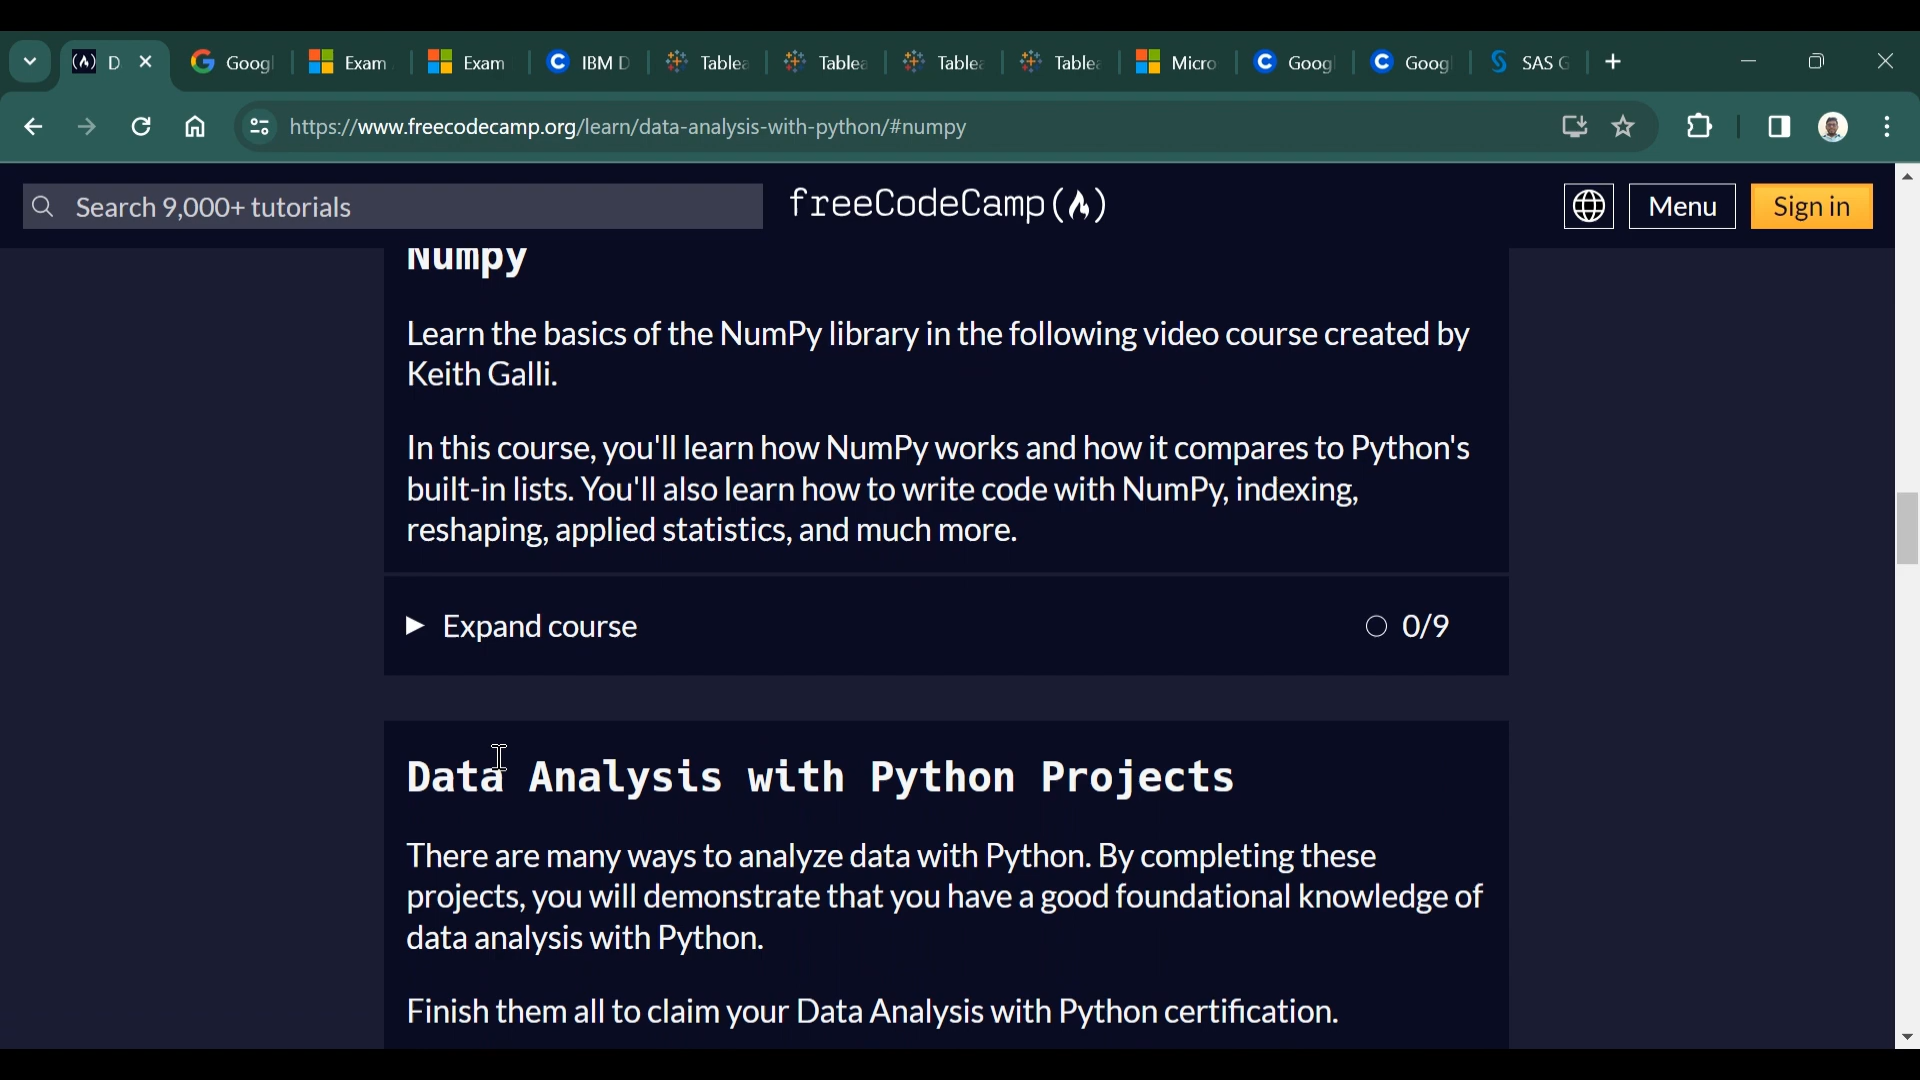 D
Googl
Exam
Exam
IBM D
Tablea
Tablea
Tablea
Tablea
Micro
Goog
Goog
SAS G
https://www.freecodecamp.org/learn/data-analysis-with-python/#numpy
Search 9,000+ tutorials
freeCodeCamp
Menu
Sign in
Numpy
Learn the basics of the NumPy library in the following video course created by
Keith Galli.
In this course, you'll learn how NumPy works and how it compares to Python's
built-in lists. You'll also learn how to write code with NumPy, indexing,
reshaping, applied statistics, and much more.
Expand course
0/9
Data Analysis with Python Projects
There are many ways to analyze data with Python. By completing these
projects, you will demonstrate that you have a good foundational knowledge of
data analysis with Python.
Finish them all to claim your Data Analysis with Python certification.